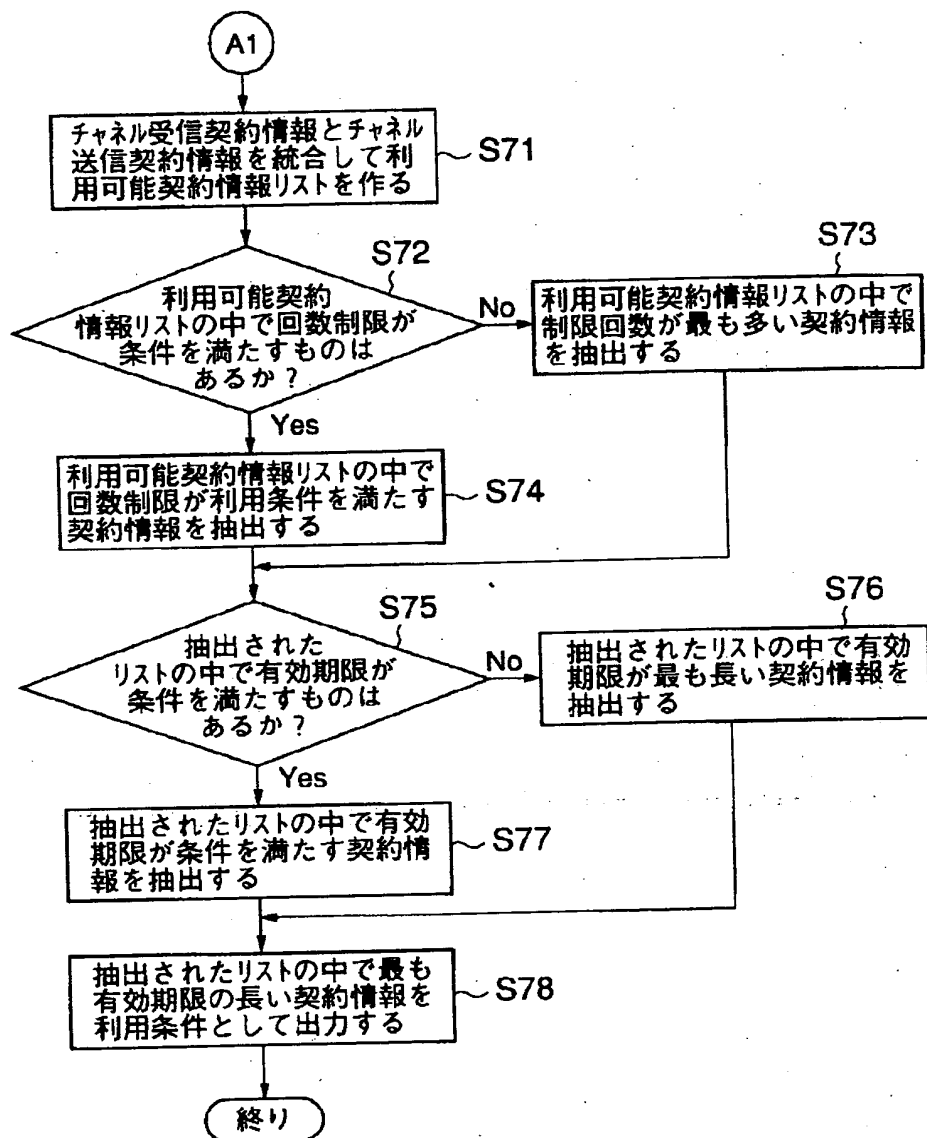 A1
チャネル受信契約情報とチャネル
送信契約情報を統合して利
用可能契約情報リストを作る
S71
S72
利用可能契約
情報リストの中で回数制限が
条件を満たすものは
あるか？
No
Yes
S73
利用可能契約情報リストの中で
制限回数が最も多い契約情報
を抽出する
利用可能契約情報リストの中で
回数制限が利用条件を満たす
契約情報を抽出する
S74
S75
抽出された
リストの中で有効期限が
条件を満たすものは
あるか？
No
Yes
S76
抽出されたリストの中で有効
期限が最も長い契約情報を
抽出する
抽出されたリストの中で有効
期限が条件を満たす契約情
報を抽出する
S77
抽出されたリストの中で最も
有効期限の長い契約情報を
利用条件として出力する
S78
終り